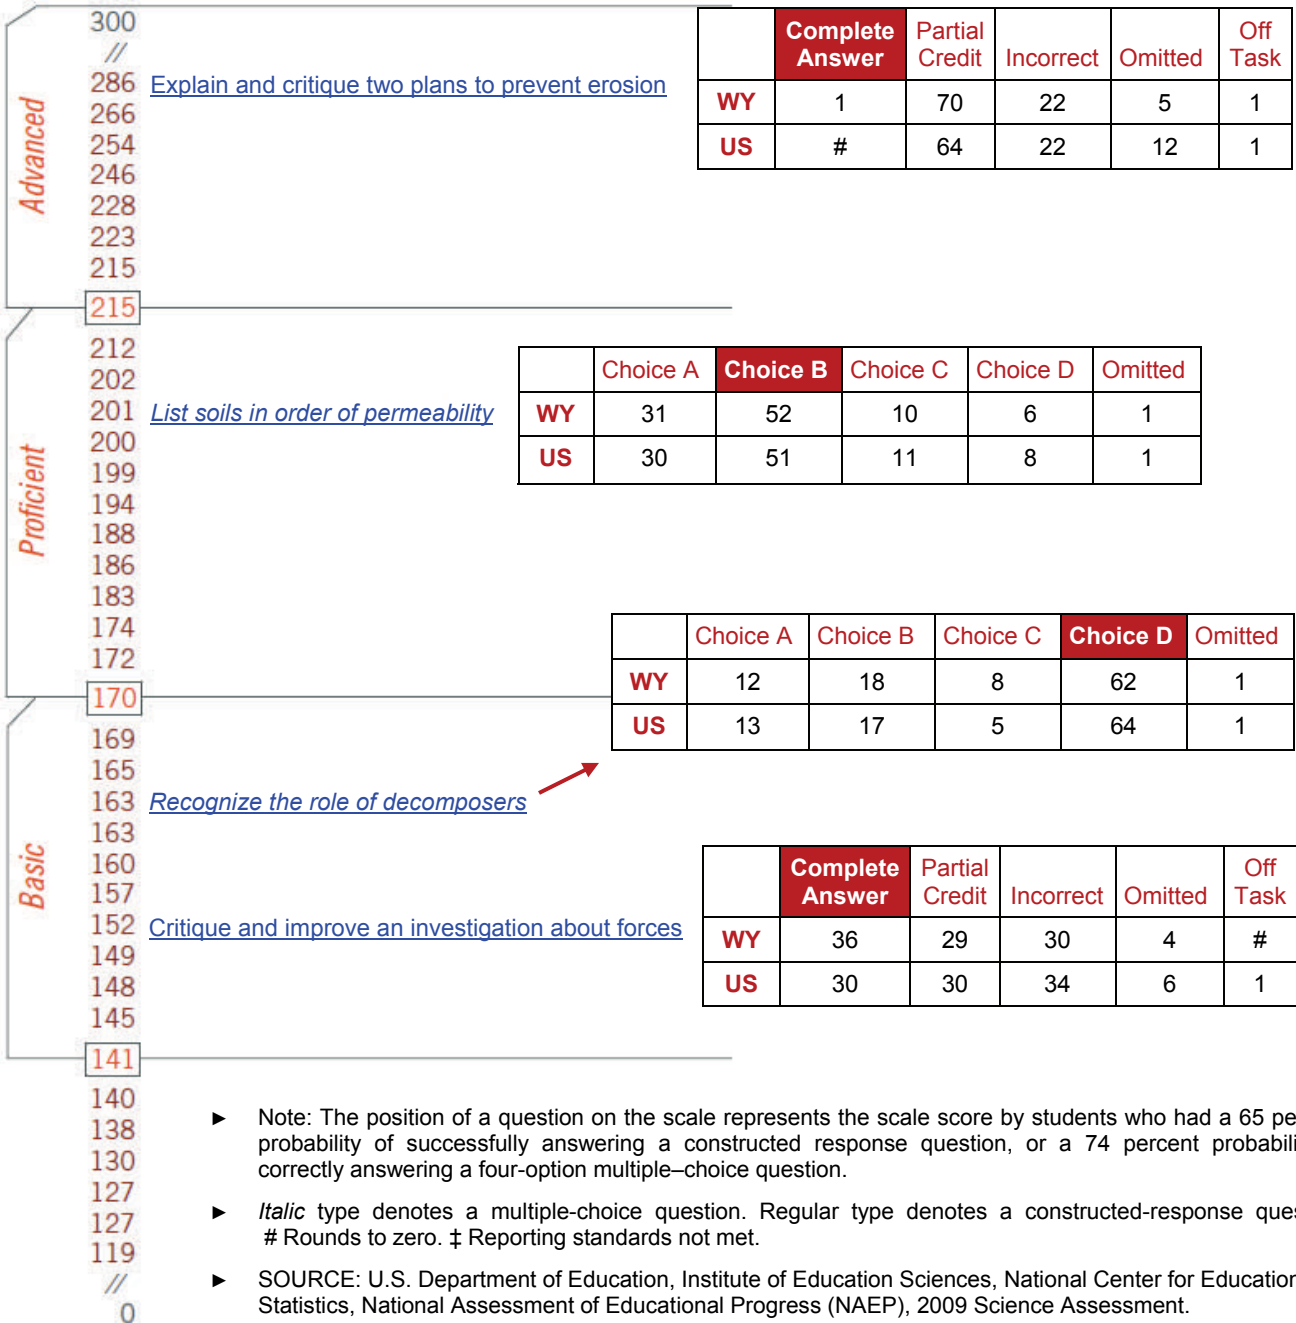 300
//
286 Explain and critique two plans to prevent erosion
266
254
246
228
223
215
Advanced
Complete Answer Partial Credit Incorrect Omitted Off Task
WY 1 70 22 5 1
US # 64 22 12 1
215
212
202
201 List soils in order of permeability
200
199
194
188
186
183
174
172
Proficient
Choice A Choice B Choice C Choice D Omitted
WY 31 52 10 6 1
US 30 51 11 8 1
170
169
165
163 Recognize the role of decomposers
163
160
157
152 Critique and improve an investigation about forces
149
148
145
Basic
Choice A Choice B Choice C Choice D Omitted
WY 12 18 8 62 1
US 13 17 5 64 1
Complete Answer Partial Credit Incorrect Omitted Off Task
WY 36 29 30 4 #
US 30 30 34 6 1
141
140
138
130
127
127
119
//
0
► Note: The position of a question on the scale represents the scale score by students who had a 65 pe
probability of successfully answering a constructed response question, or a 74 percent probabili
correctly answering a four-option multiple–choice question.
► Italic type denotes a multiple-choice question. Regular type denotes a constructed-response ques
# Rounds to zero. ‡ Reporting standards not met.
► SOURCE: U.S. Department of Education, Institute of Education Sciences, National Center for Education
Statistics, National Assessment of Educational Progress (NAEP), 2009 Science Assessment.